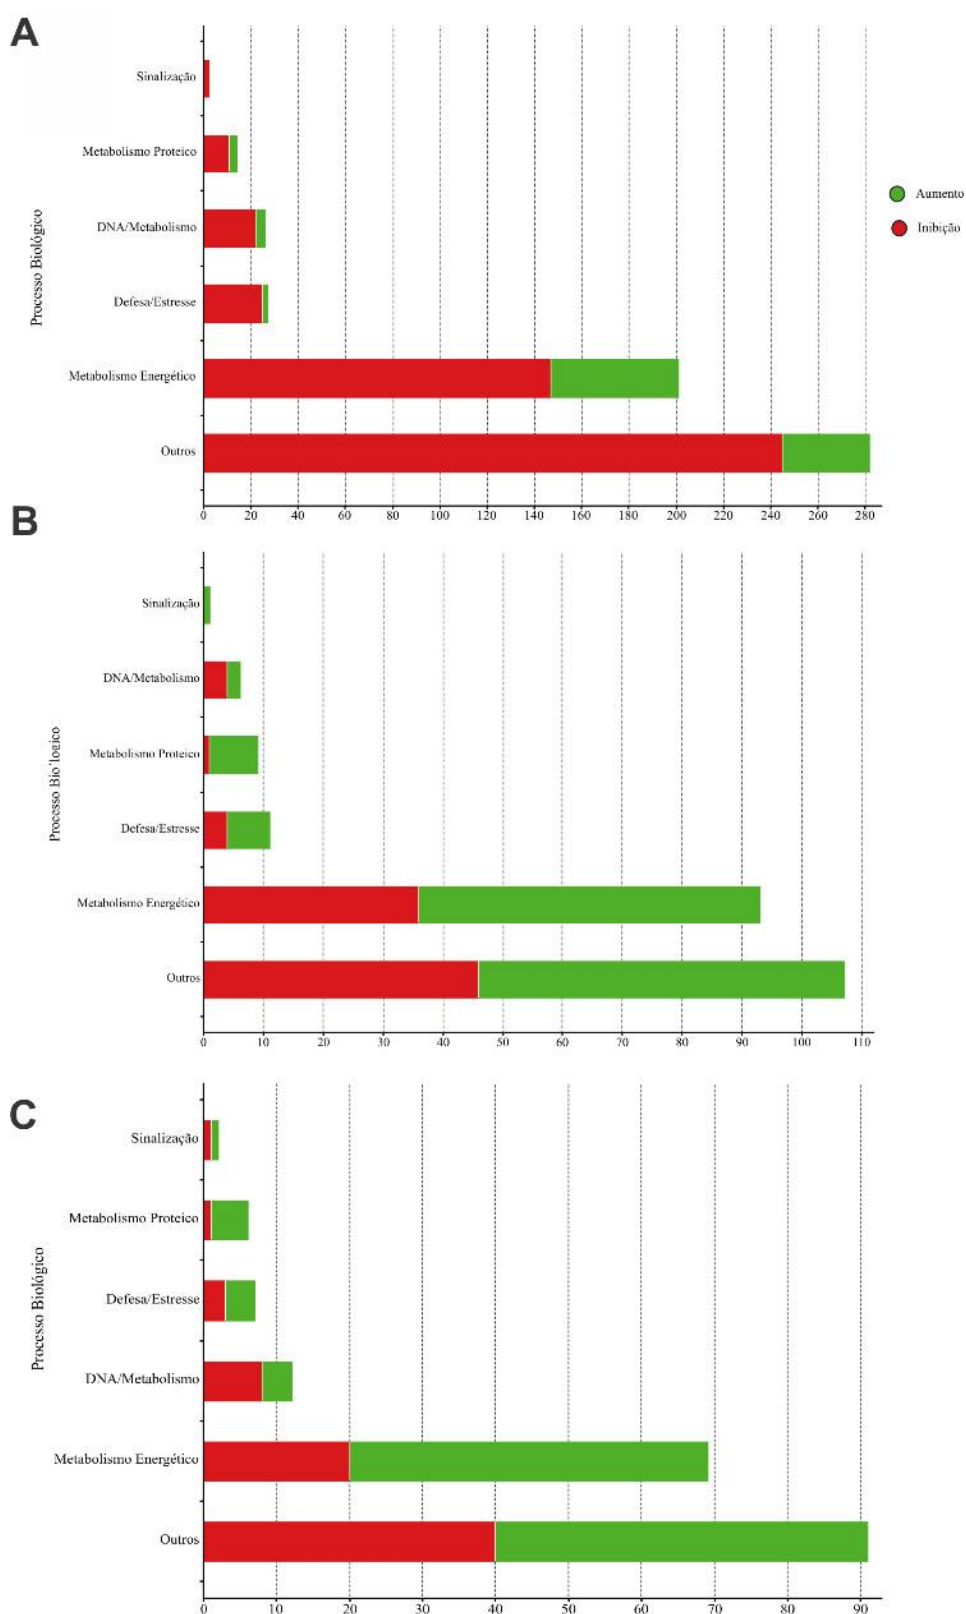 A
Sinalização
Metabolismo Proteico
DNA/Metabolismo
Defesa/Estresse
Metabolismo Energético
Outros
Processo Biológico
0 20 40 60 80 100 120 140 160 180 200 220 240 260 280
Aumento
Inibição
B
Sinalização
DNA/Metabolismo
Metabolismo Proteico
Defesa/Estresse
Metabolismo Energético
Outros
Processo Bio´logico
0 10 20 30 40 50 60 70 80 90 100 110
C
Sinalização
Metabolismo Proteico
Defesa/Estresse
DNA/Metabolismo
Metabolismo Energético
Outros
Processo Biológico
0 10 20 30 40 50 60 70 80 90